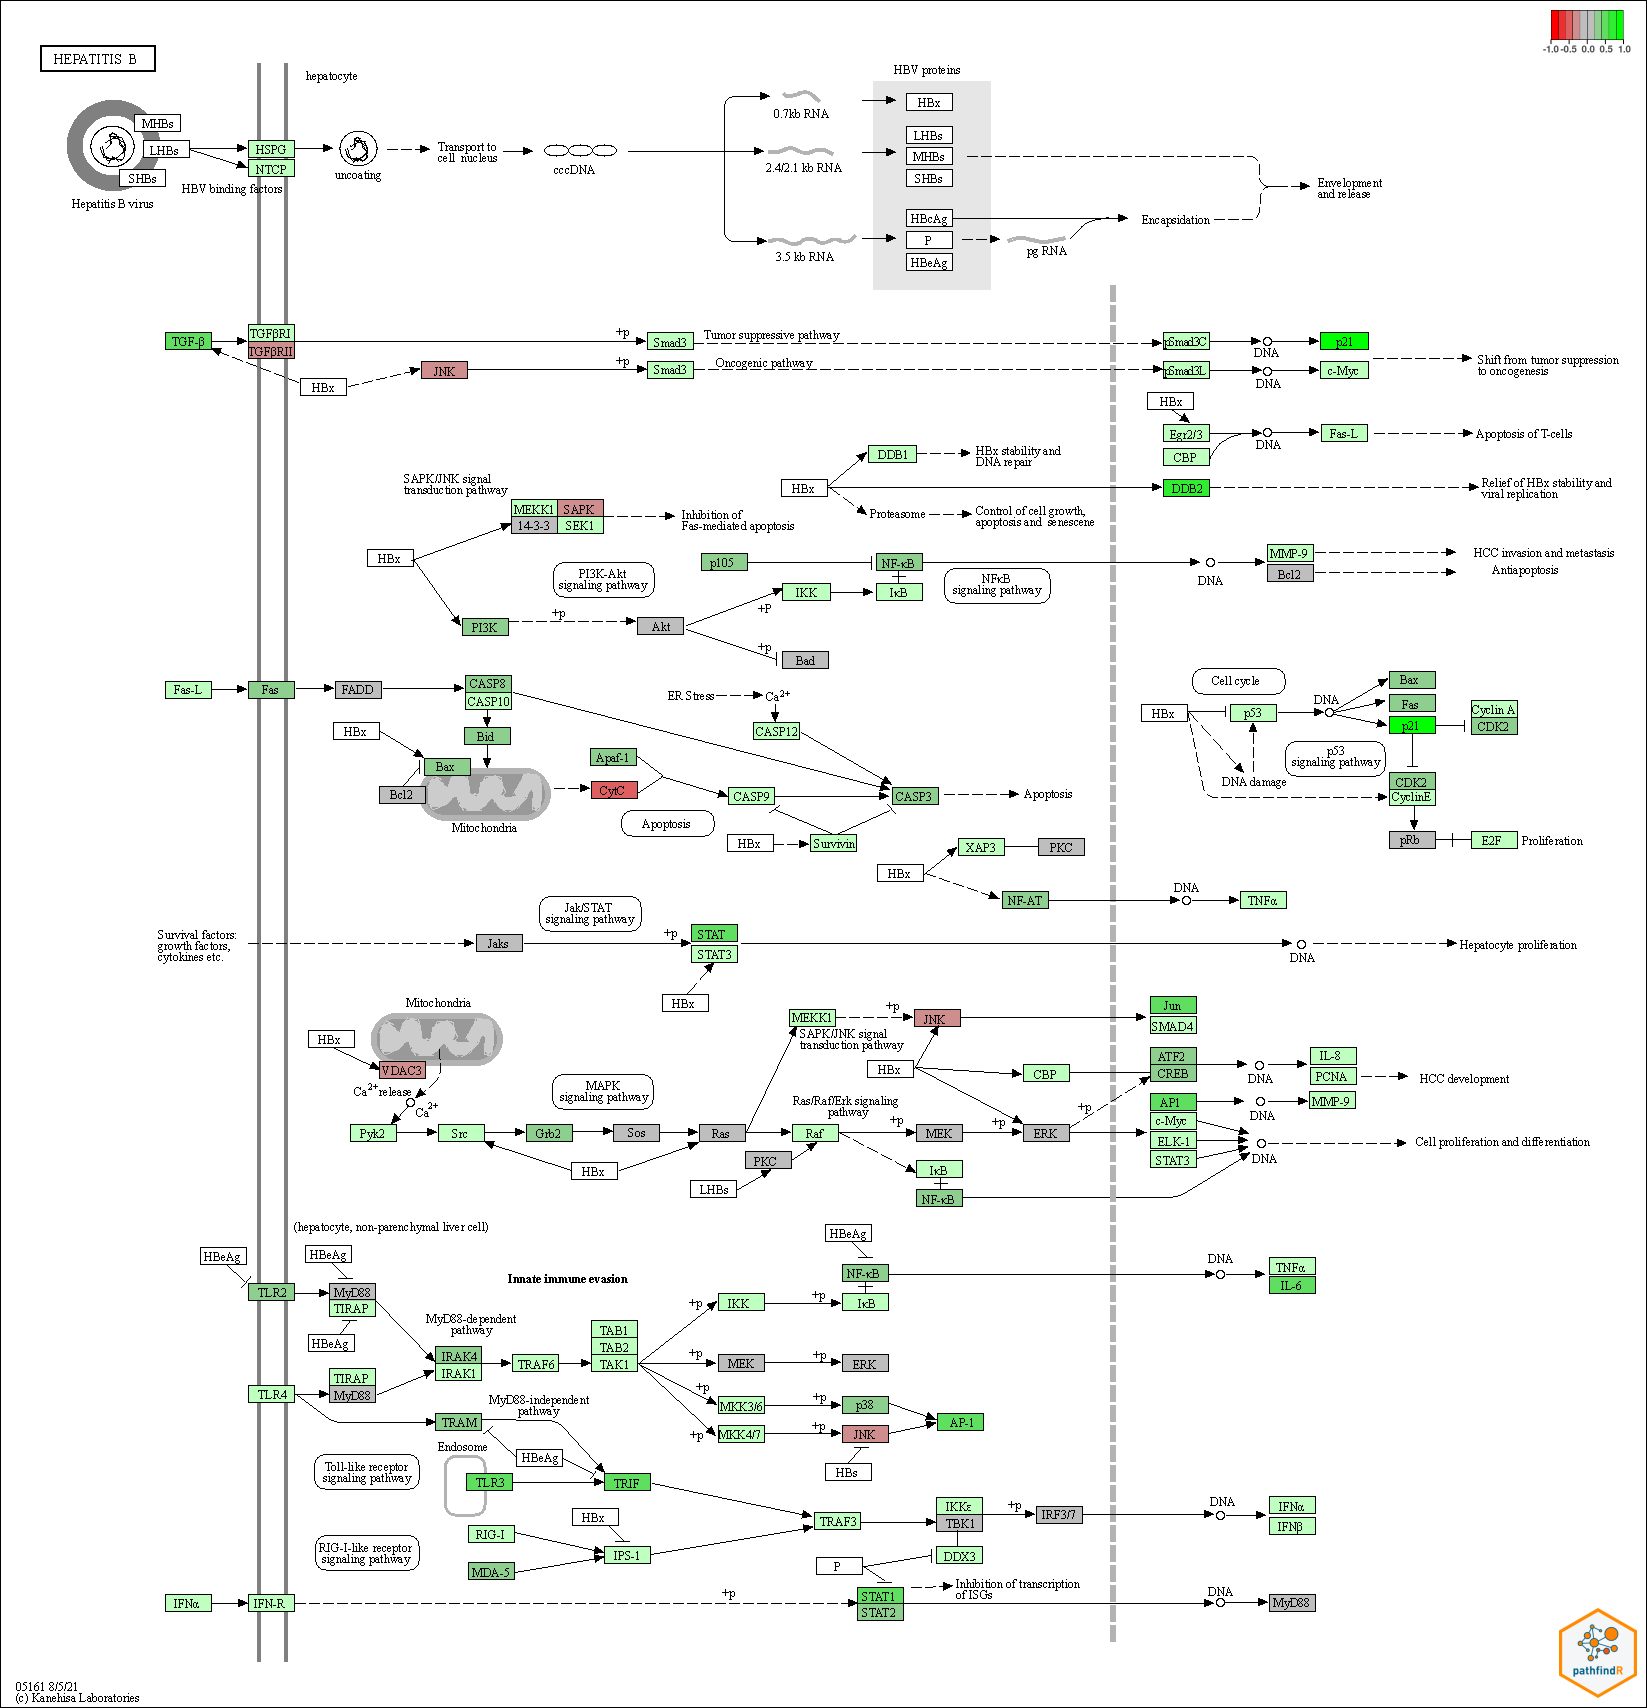 -1.0 -0.5 0.0 0.5 1.0
HEPATITIS B
hepatocyte
HBV proteins
MHBs
LHBs
SHBs
Hepatitis B virus
HSPG
NTCP
HBV binding factors
uncoating
Transport to
cell nucleus
cccDNA
0.7kb RNA
2.4/2.1 kb RNA
3.5 kb RNA
HBx
LHBs
MHBs
SHBs
HBcAg
P
HBeAg
pg RNA
Encapsidation
Envelopment
and release
TGF-β
TGFβRI
TGFβRII
+p
Smad3
Tumor suppressive pathway
pSmad3C
DNA
p21
HBx
JNK
+p
Smad3
Oncogenic pathway
pSmad3L
DNA
c-Myc
Shift from tumor suppression
to oncogenesis
HBx
Egr2/3
CBP
DNA
Fas-L
Apoptosis of T-cells
DDB1
HBx stability and
DNA repair
HBx
DDB2
Relief of HBx stability and
viral replication
Proteasome
Control of cell growth,
apoptosis and senescene
SAPK/JNK signal
transduction pathway
MEKK1
SAPK
14-3-3
SEK1
Inhibition of
Fas-mediated apoptosis
HBx
PI3K-Akt
signaling pathway
p105
NF-κB
IKK
IκB
NFκB
signaling pathway
DNA
MMP-9
Bcl2
HCC invasion and metastasis
Antiapoptosis
PI3K
+p
Akt
+P
+p
Bad
Fas-L
Fas
FADD
CASP8
CASP10
ER Stress
Ca2+
CASP12
HBx
Bid
Bax
Bcl2
Mitochondria
Apaf-1
CytC
CASP9
CASP3
Apoptosis
Apoptosis
HBx
Survivin
Cell cycle
HBx
p53
DNA
Bax
Fas
p21
Cyclin A
CDK2
p53
signaling pathway
DNA damage
CDK2
CyclinE
pRb
E2F
Proliferation
XAP3
PKC
HBx
NF-AT
DNA
TNFα
Jak/STAT
signaling pathway
Survival factors:
growth factors,
cytokines etc.
Jaks
+p
STAT
STAT3
HBx
DNA
Hepatocyte proliferation
Mitochondria
HBx
VDAC3
Ca2+ release
Ca2+
MAPK
signaling pathway
MEKK1
+p
JNK
SAPK/JNK signal
transduction pathway
HBx
CBP
Jun
SMAD4
ATF2
CREB
DNA
IL-8
PCNA
MMP-9
HCC development
AP1
DNA
c-Myc
ELK-1
STAT3
DNA
Cell proliferation and differentiation
Pyk2
Src
Grb2
Sos
Ras
Raf
Ras/Raf/Erk signaling
pathway
+p
MEK
+p
ERK
+p
HBx
PKC
LHBs
IκB
NF-κB
(hepatocyte, non-parenchymal liver cell)
HBeAg
HBeAg
TLR2
MyD88
TIRAP
HBeAg
Innate immune evasion
HBeAg
NF-κB
IκB
DNA
TNFα
IL-6
+p
IKK
+p
MyD88-dependent
pathway
IRAK4
IRAK1
TRAF6
TAB1
TAB2
TAK1
+p
MEK
+p
ERK
TIRAP
MyD88
TLR4
+p
MKK3/6
+p
p38
AP-1
+p
MKK4/7
+p
JNK
HBs
MyD88-independent
pathway
TRAM
Endosome
HBeAg
TLR3
TRIF
Toll-like receptor
signaling pathway
HBx
RIG-I
IPS-1
MDA-5
RIG-I-like receptor
signaling pathway
TRAF3
IKKε
TBK1
DDX3
+p
IRF3/7
DNA
IFNα
IFNβ
P
IFNα
IFN-R
+p
STAT1
STAT2
Inhibition of transcription
of ISGs
DNA
MyD88
pathfindR
05161 8/5/21
(c) Kanehisa Laboratories